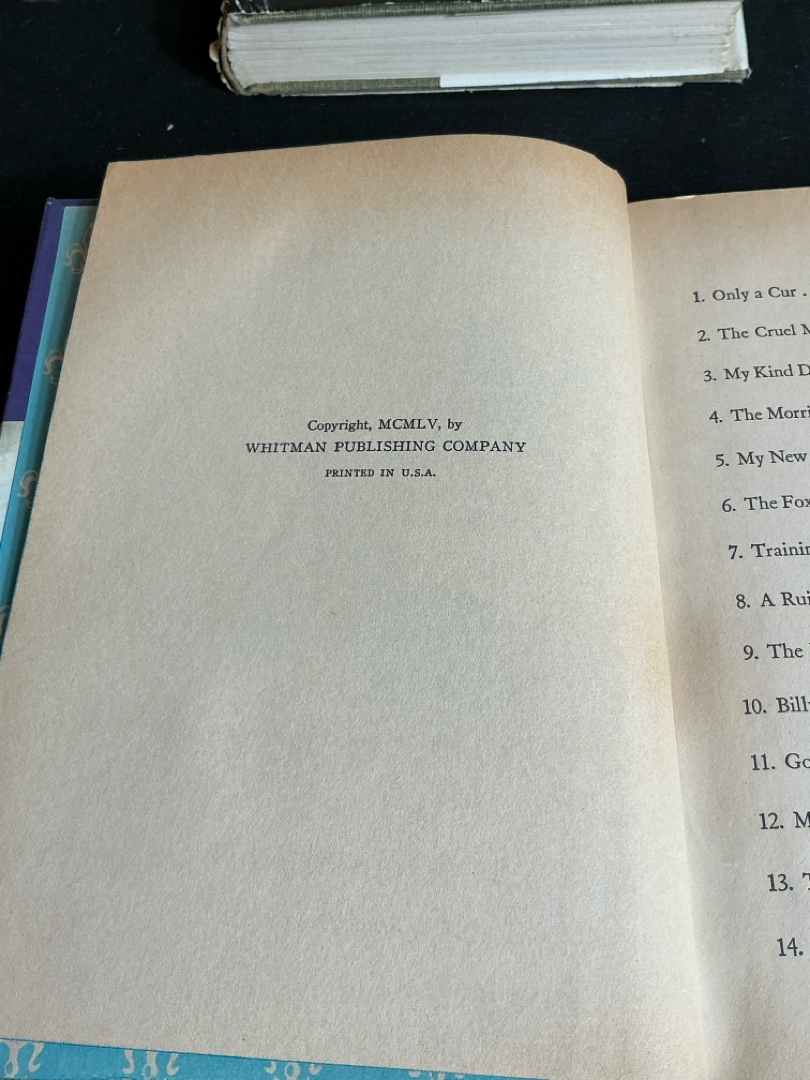 Copyright, MCMLV, by
WHITMAN PUBLISHING COMPANY
PRINTED IN U.S.A.
1. Only a Cur .
2. The Cruel
3. My Kind
4. The
5. My New
6. The
7.
8. A
9. The
10.
11.
12.
13.
14.